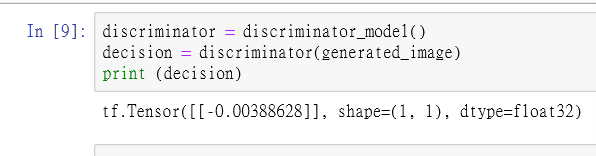 In [9]: discriminator = discriminator_model()
decision = discriminator(generated_image)
print (decision)
tf.Tensor([[-0.00388628]], shape=(1, 1), dtype=float32)